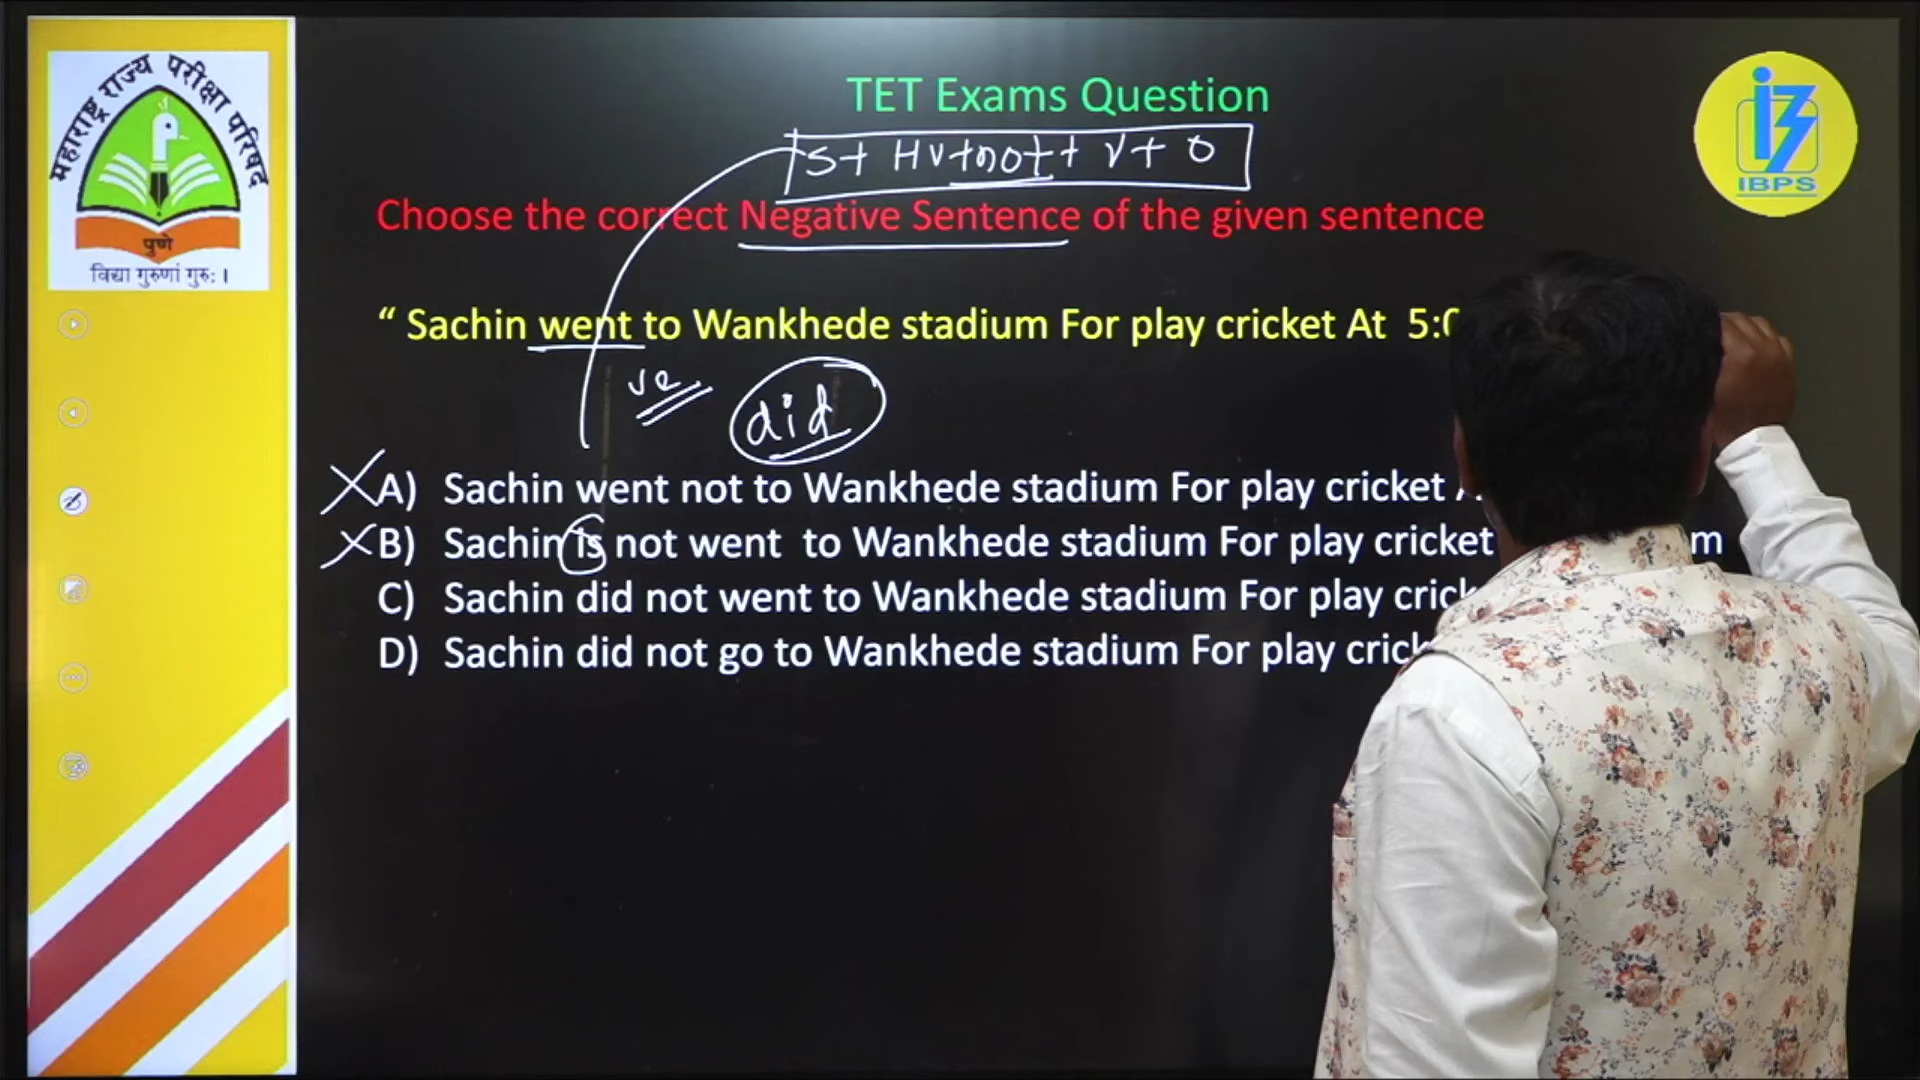 महाराष्ट्र राज्य परीक्षा परिषद
पुणे
विद्या गुरुणां गुरुः ।
IBPS
TET Exams Question
S+ HV+not+ V+ O
Choose the correct Negative Sentence of the given sentence
“ Sachin went to Wankhede stadium For play cricket At 5:0
did
A) Sachin went not to Wankhede stadium For play cricket
B) Sachin is not went to Wankhede stadium For play cricket m
C) Sachin did not went to Wankhede stadium For play crick
D) Sachin did not go to Wankhede stadium For play crick